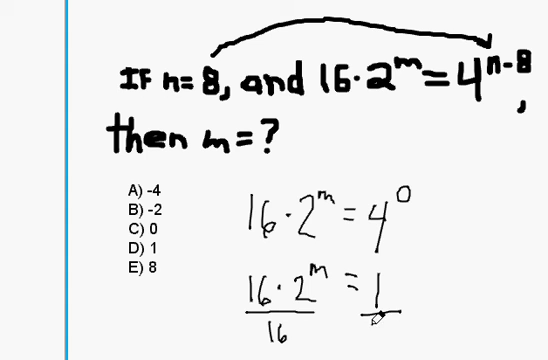 If n=8, and 16·2^m=4^n-8,
then m=?
A) -4
B) -2
C) 0
D) 1
E) 8
16·2^m=4^0
16·2^m=1
16